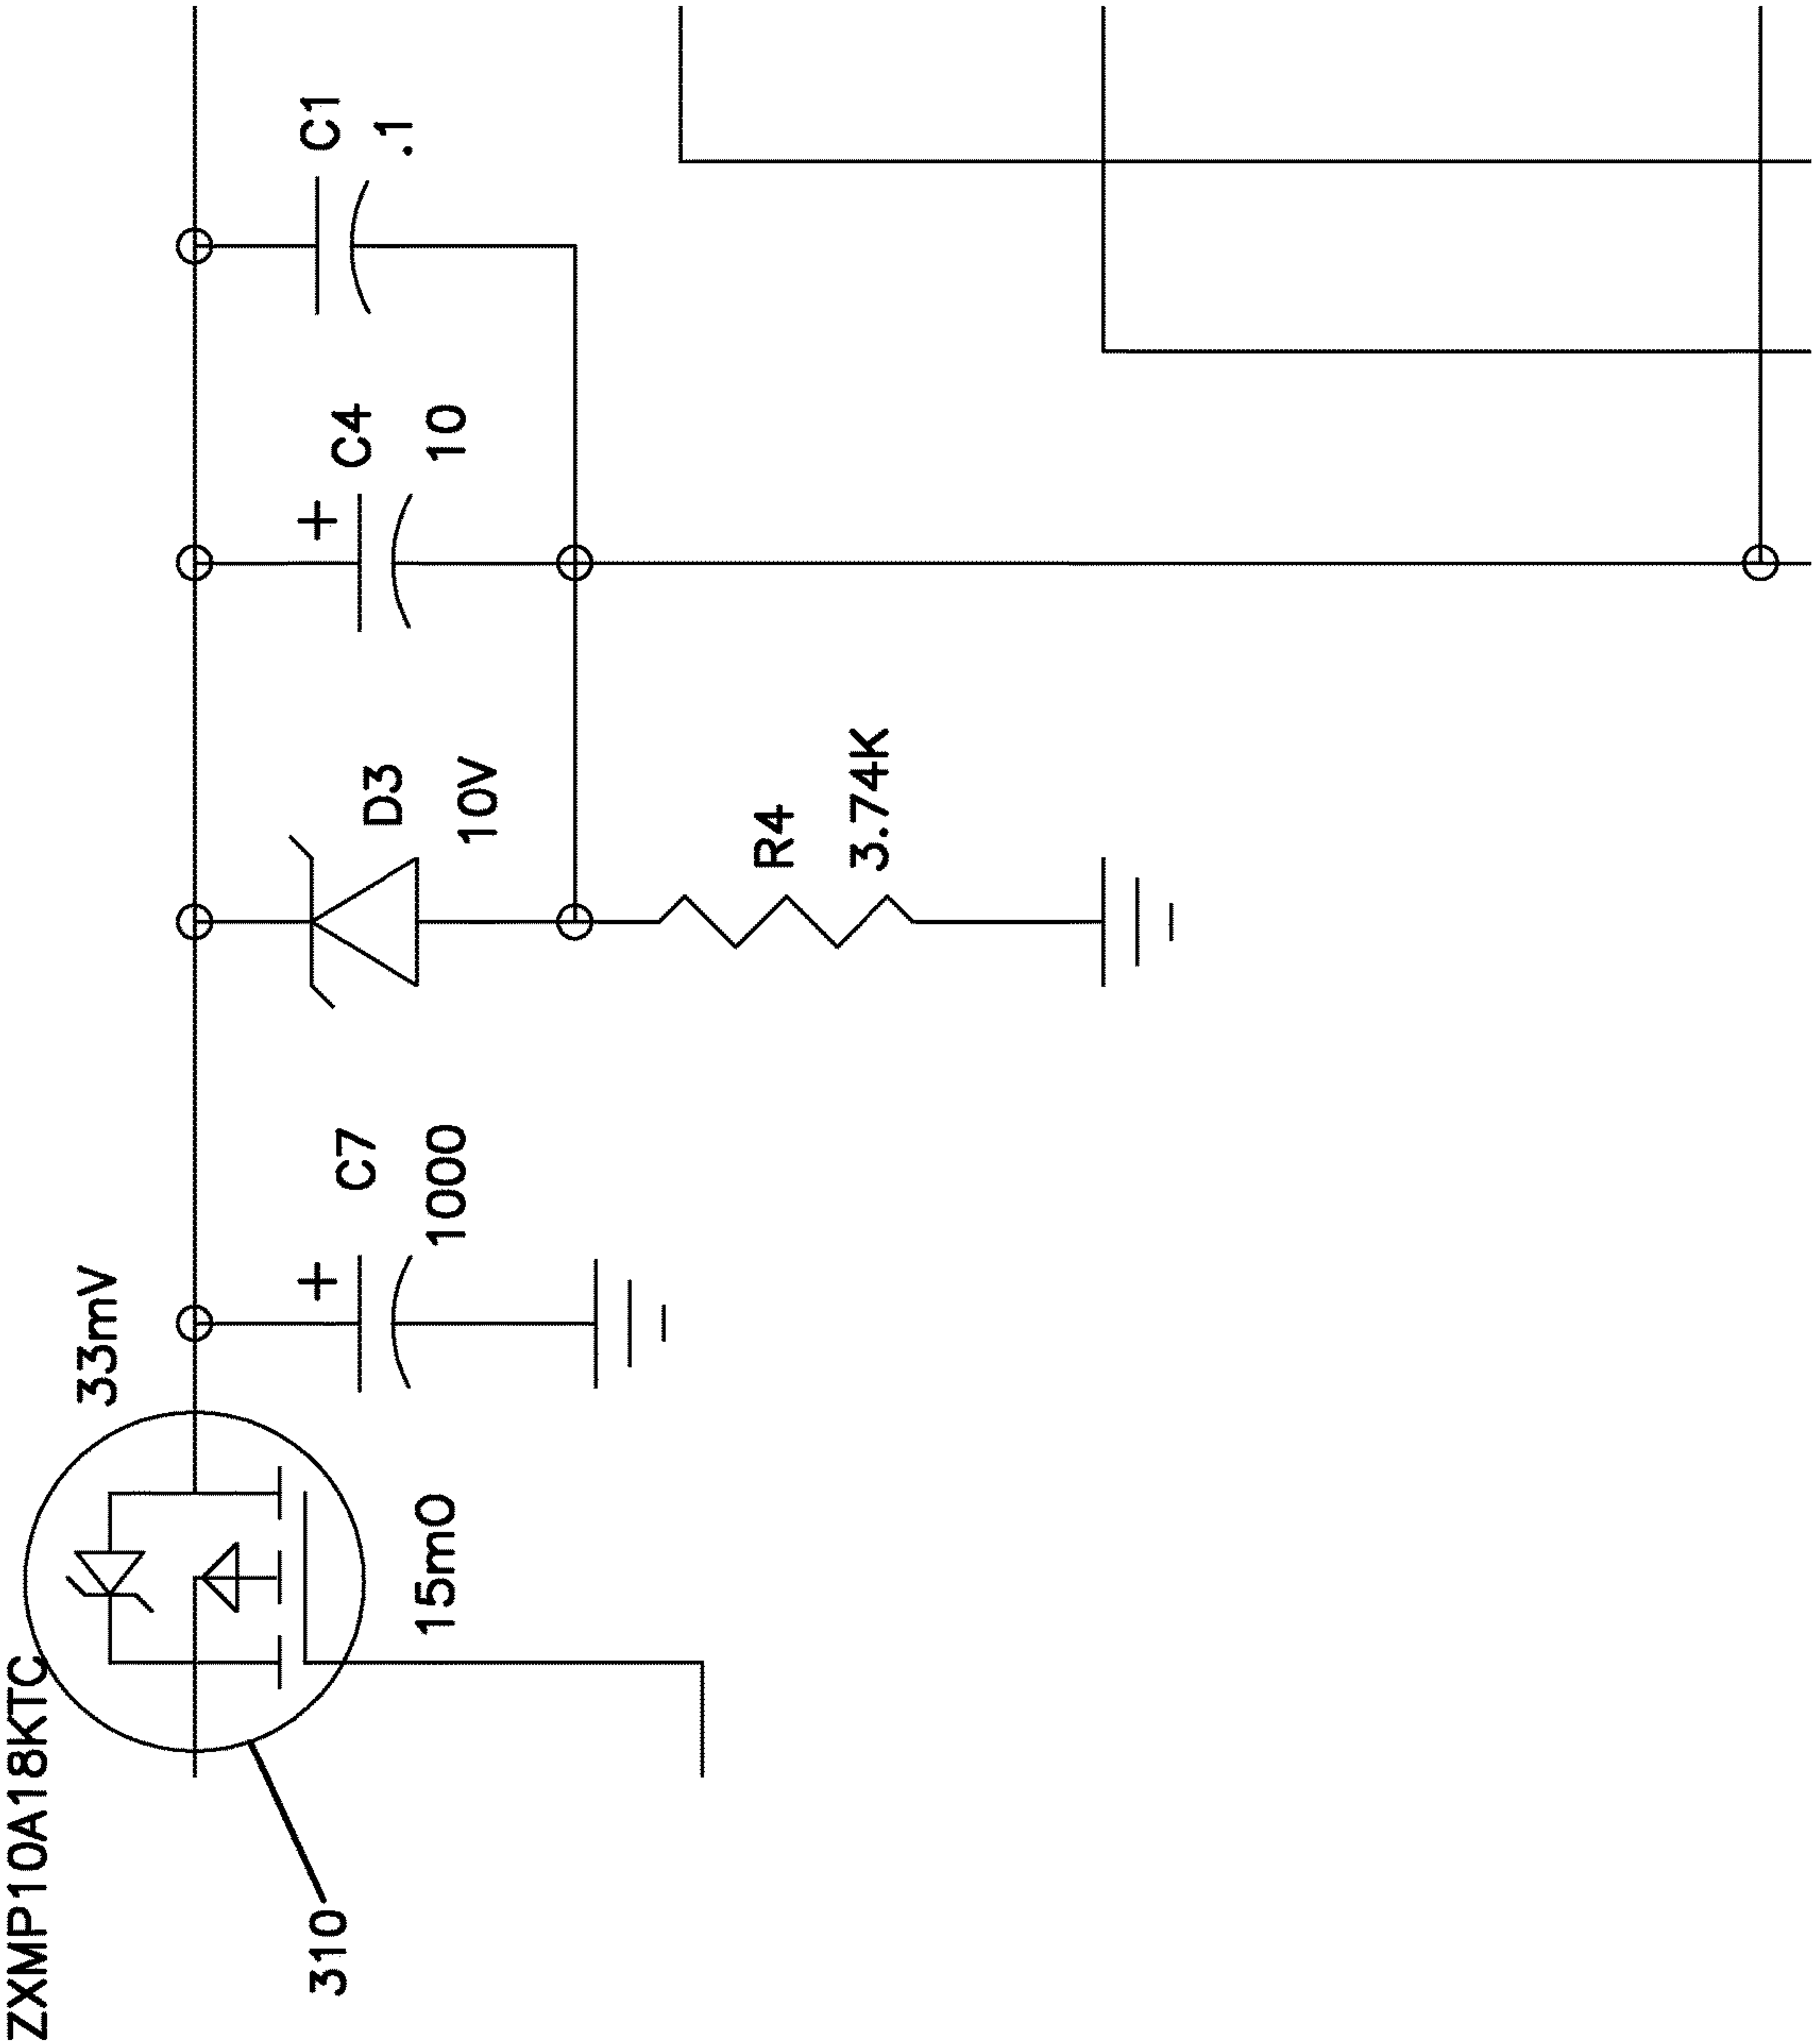 ZXMP10A18KTC
33mV
310
15mO
C7
1000
D3
10V
R4
3.74K
+
C4
10
+
C1
.1